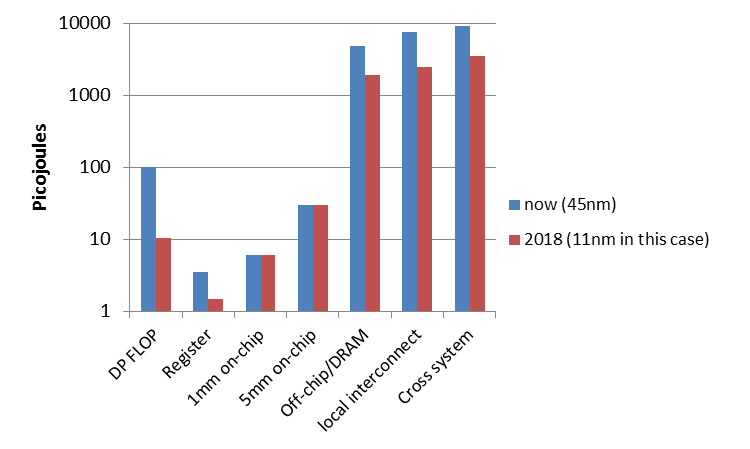 10000
1000
100
10
1
Picojoules
DP FLOP
Register
1mm on-chip
5mm on-chip
Off-chip/DRAM
local interconnect
Cross system
now (45nm)
2018 (11nm in this case)